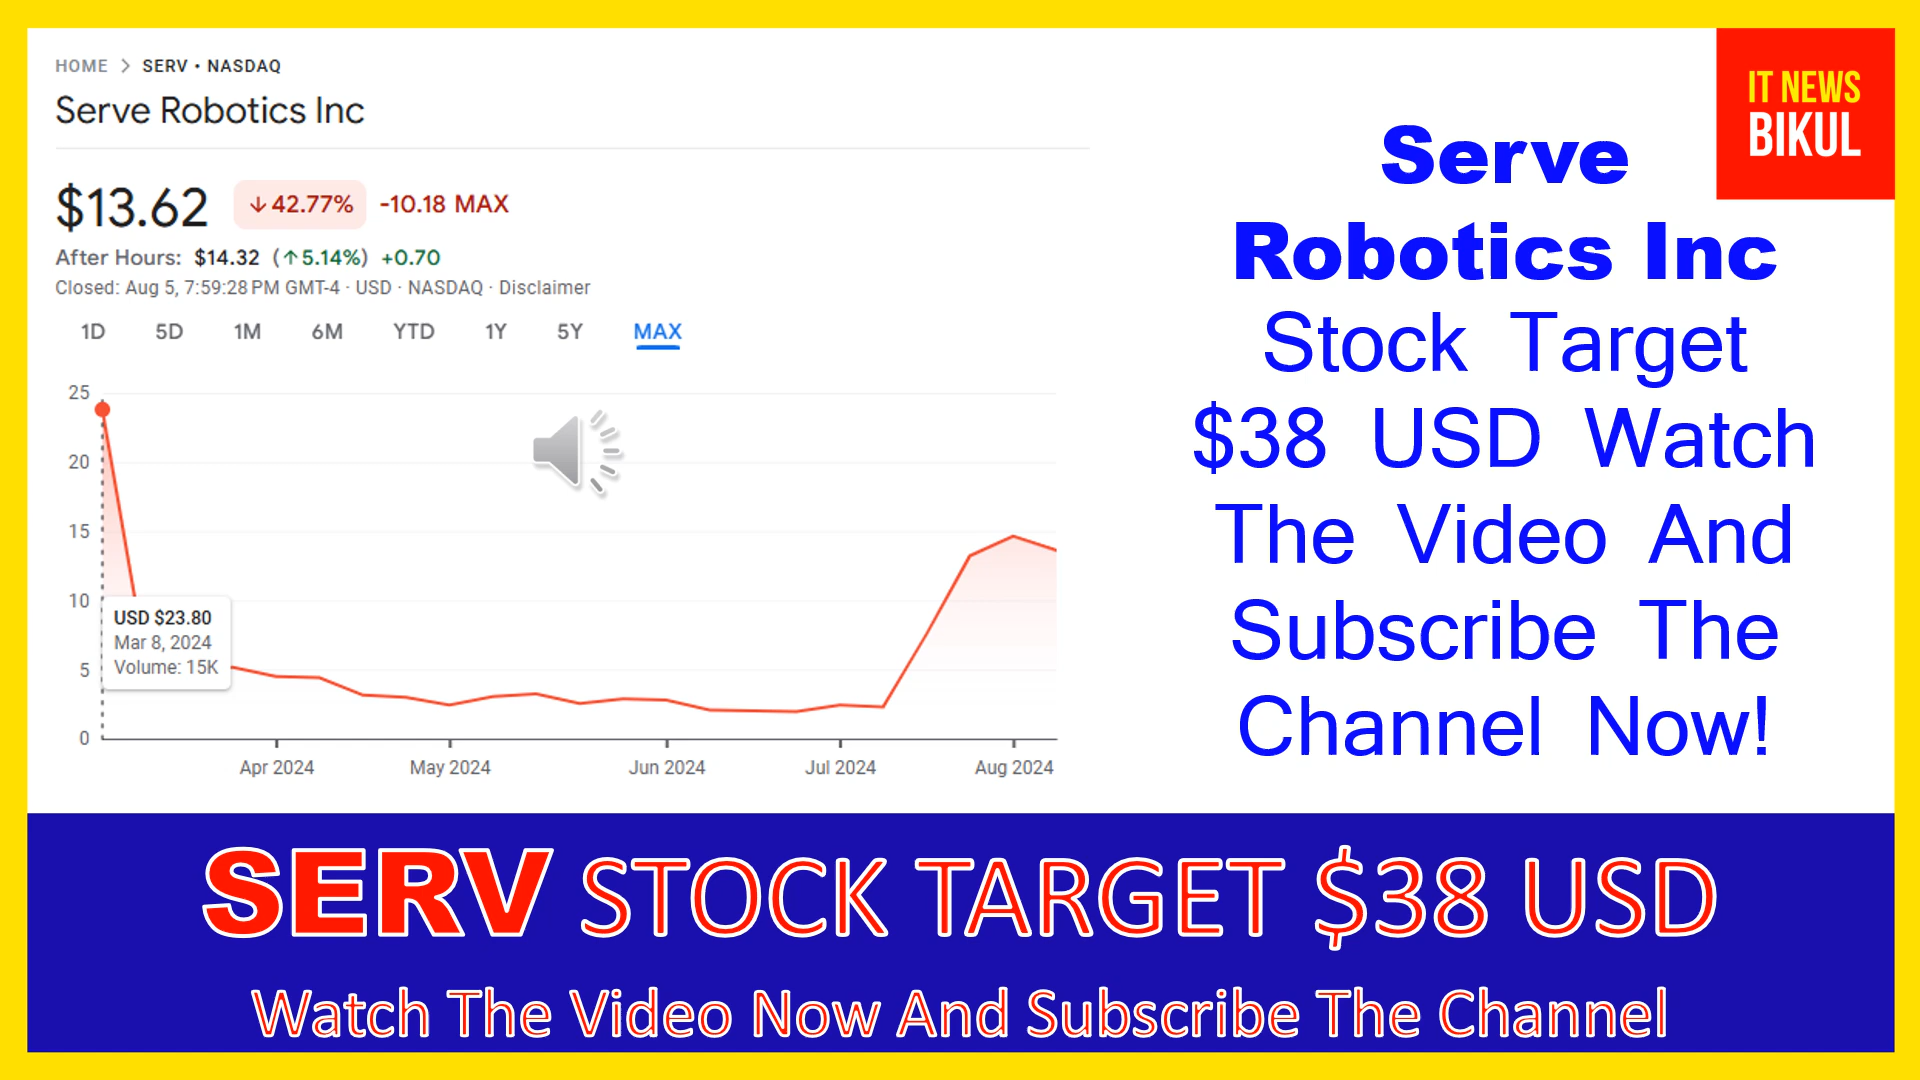 HOME > SERV • NASDAQ
Serve Robotics Inc
$13.62 ↓42.77% -10.18 MAX
After Hours: $14.32 (↑5.14%) +0.70
Closed: Aug 5, 7:59:28 PM GMT-4 · USD · NASDAQ · Disclaimer
1D 5D 1M 6M YTD 1Y 5Y MAX
25
20
15
10
5
0
USD $23.80
Mar 8, 2024
Volume: 15K
Apr 2024 May 2024 Jun 2024 Jul 2024 Aug 2024
IT NEWS
BIKUL
Serve
Robotics Inc
Stock Target
$38 USD Watch
The Video And
Subscribe The
Channel Now!
SERV STOCK TARGET $38 USD
Watch The Video Now And Subscribe The Channel